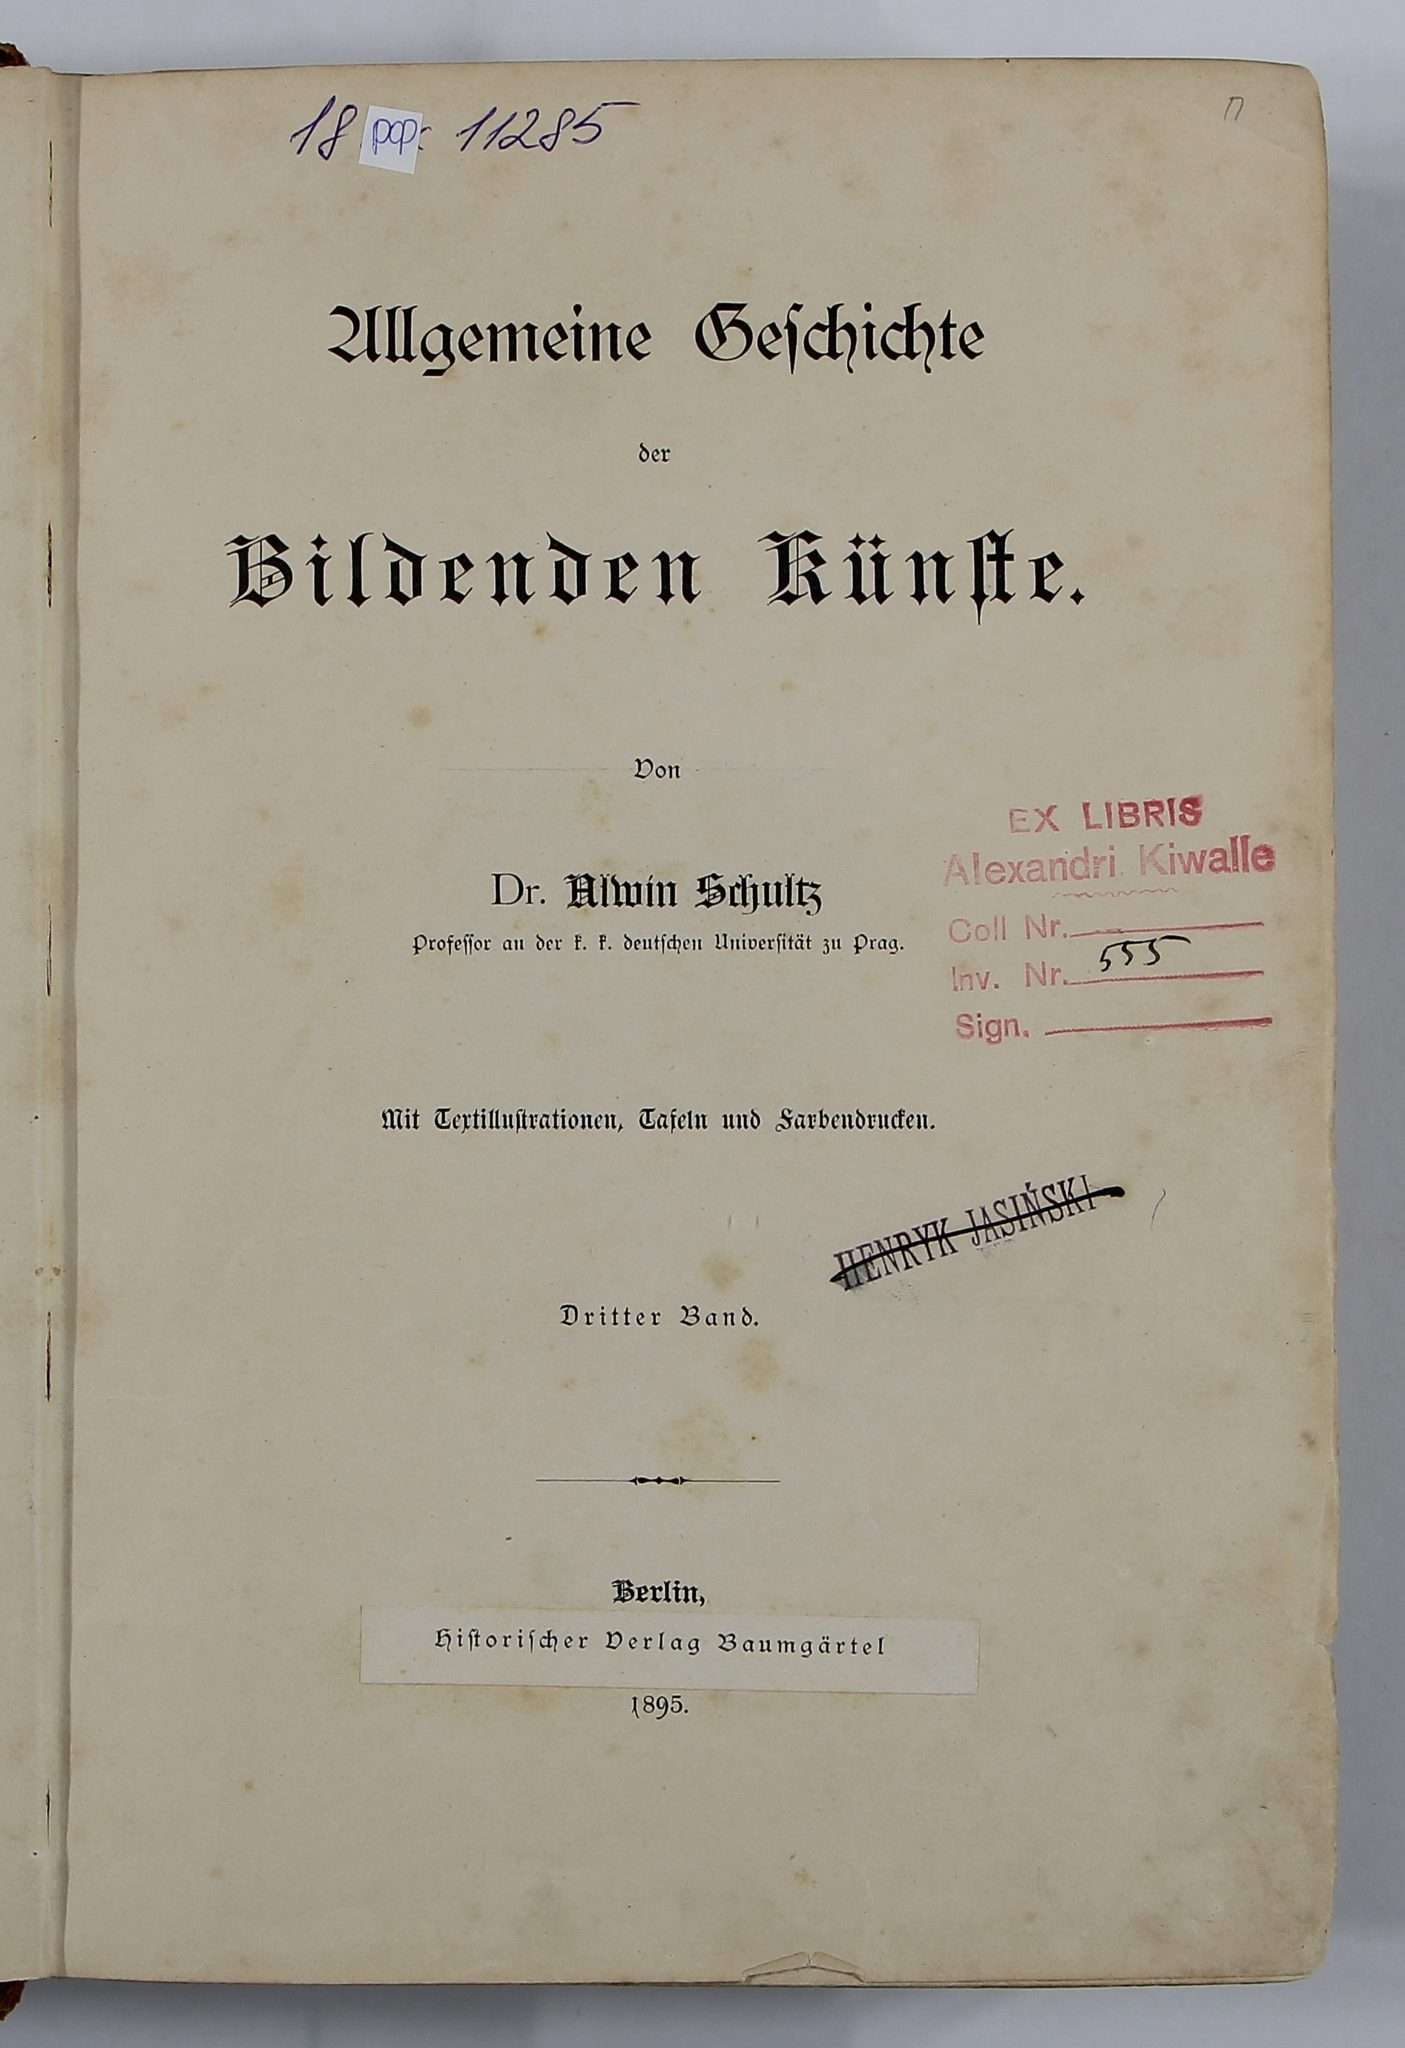 18 pop: 11285
Allgemeine Geschichte
der
Bildenden Künste.
Von
Dr. Alwin Schultz
Professor an der k. k. deutschen Universität zu Prag.
EX LIBRIS
Alexandri Kiwalle
Coll Nr.
Inv. Nr. 555
Sign.
Mit Textillustrationen, Tafeln und Farbendrucken.
HENRYK JASIŃSKI
Dritter Band.
Berlin,
Historischer Verlag Baumgärtel
1895.